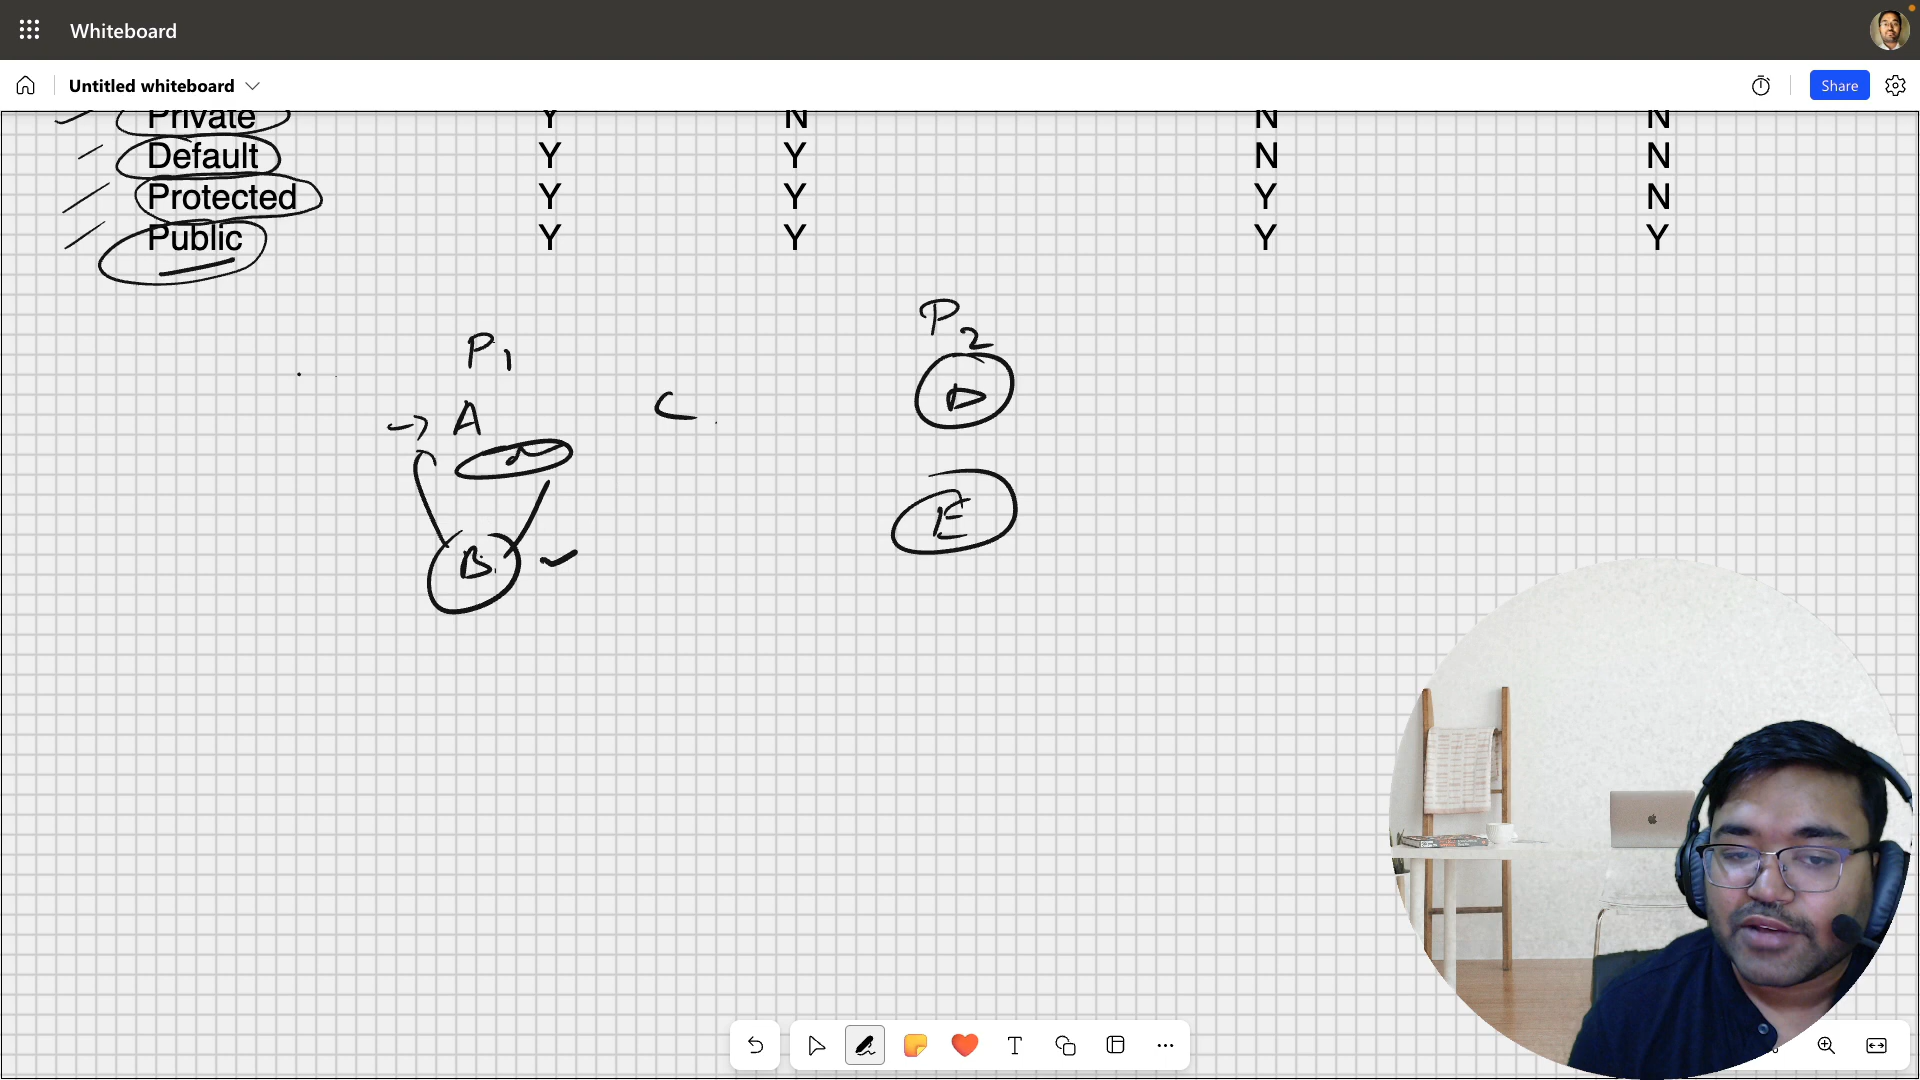 Whiteboard
Untitled whiteboard
Share
Private Y N N N
Default Y Y N N
Protected Y Y Y N
Public Y Y Y Y
P1 P2
A C D
E
B
T